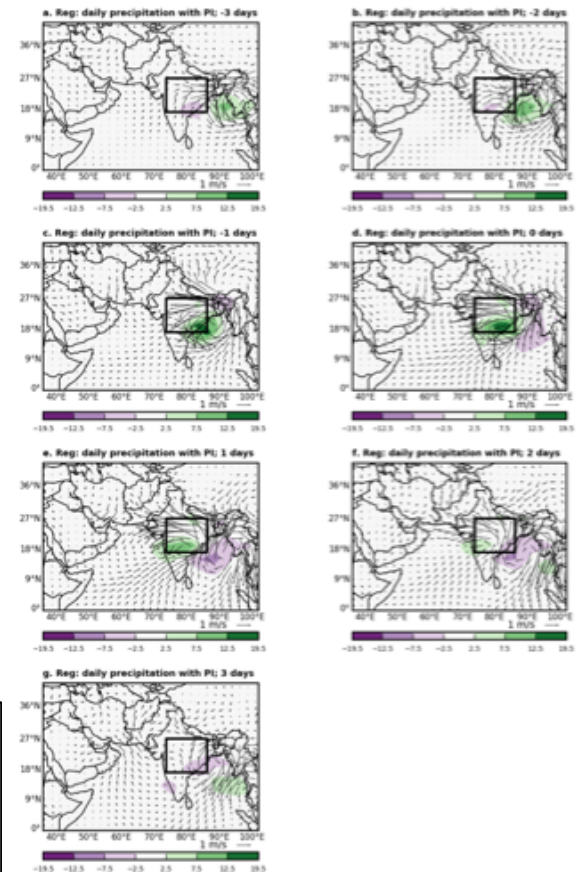 a. Reg: daily precipitation with PI; -3 days
36°N
27°N
18°N
9°N
0°
40°E 50°E 60°E 70°E 80°E 90°E 100°E
1 m/s
−19.5 −12.5 −7.5 −2.5 2.5 7.5 12.5 19.5
b. Reg: daily precipitation with PI; -2 days
36°N
27°N
18°N
9°N
0°
40°E 50°E 60°E 70°E 80°E 90°E 100°E
1 m/s
−19.5 −12.5 −7.5 −2.5 2.5 7.5 12.5 19.5
c. Reg: daily precipitation with PI; -1 days
36°N
27°N
18°N
9°N
0°
40°E 50°E 60°E 70°E 80°E 90°E 100°E
1 m/s
−19.5 −12.5 −7.5 −2.5 2.5 7.5 12.5 19.5
d. Reg: daily precipitation with PI; 0 days
36°N
27°N
18°N
9°N
0°
40°E 50°E 60°E 70°E 80°E 90°E 100°E
1 m/s
−19.5 −12.5 −7.5 −2.5 2.5 7.5 12.5 19.5
e. Reg: daily precipitation with PI; 1 days
36°N
27°N
18°N
9°N
0°
40°E 50°E 60°E 70°E 80°E 90°E 100°E
1 m/s
−19.5 −12.5 −7.5 −2.5 2.5 7.5 12.5 19.5
f. Reg: daily precipitation with PI; 2 days
36°N
27°N
18°N
9°N
0°
40°E 50°E 60°E 70°E 80°E 90°E 100°E
1 m/s
−19.5 −12.5 −7.5 −2.5 2.5 7.5 12.5 19.5
g. Reg: daily precipitation with PI; 3 days
36°N
27°N
18°N
9°N
0°
40°E 50°E 60°E 70°E 80°E 90°E 100°E
1 m/s
−19.5 −12.5 −7.5 −2.5 2.5 7.5 12.5 19.5